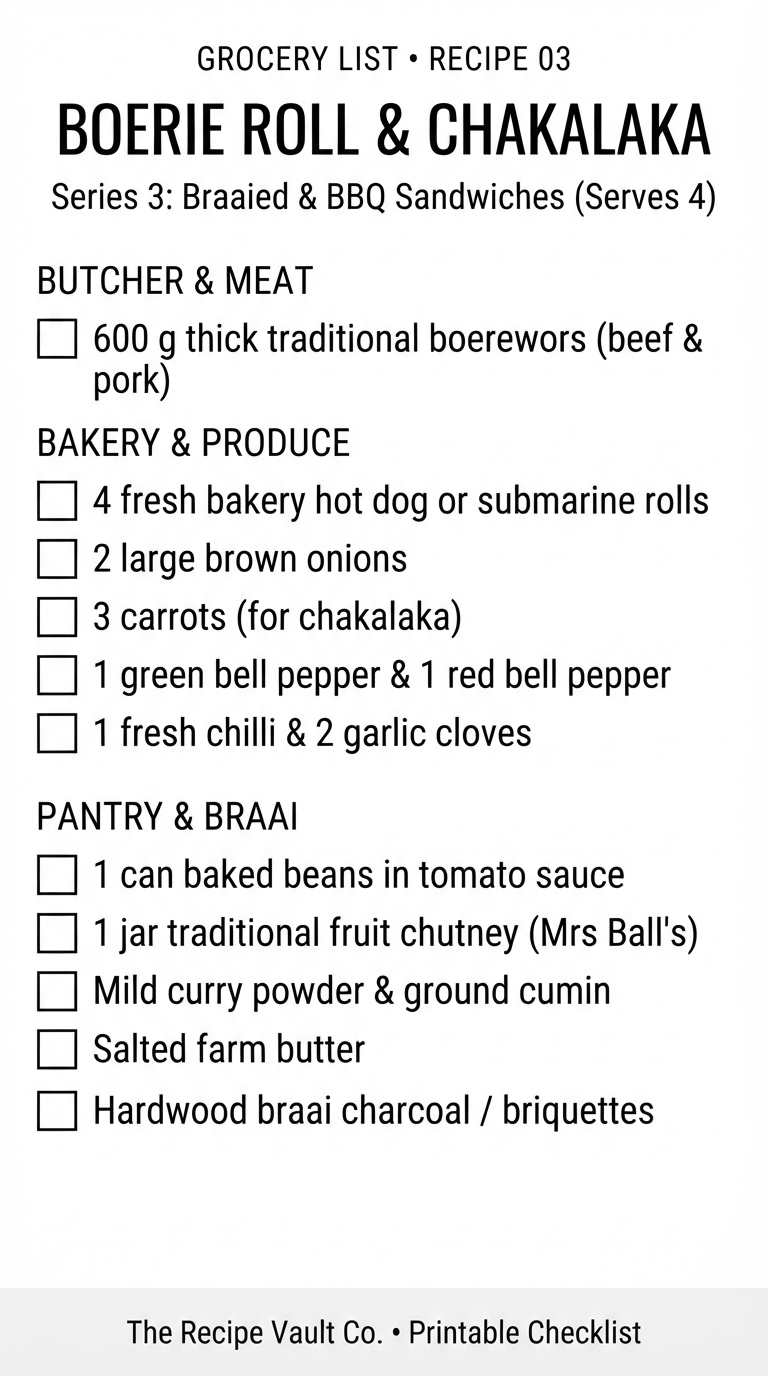 GROCERY LIST • RECIPE 03
BOERIE ROLL & CHAKALAKA
Series 3: Braaied & BBQ Sandwiches (Serves 4)
BUTCHER & MEAT
600 g thick traditional boerewors (beef &
pork)
BAKERY & PRODUCE
4 fresh bakery hot dog or submarine rolls
2 large brown onions
3 carrots (for chakalaka)
1 green bell pepper & 1 red bell pepper
1 fresh chilli & 2 garlic cloves
PANTRY & BRAAI
1 can baked beans in tomato sauce
1 jar traditional fruit chutney (Mrs Ball's)
Mild curry powder & ground cumin
Salted farm butter
Hardwood braai charcoal / briquettes
The Recipe Vault Co. • Printable Checklist